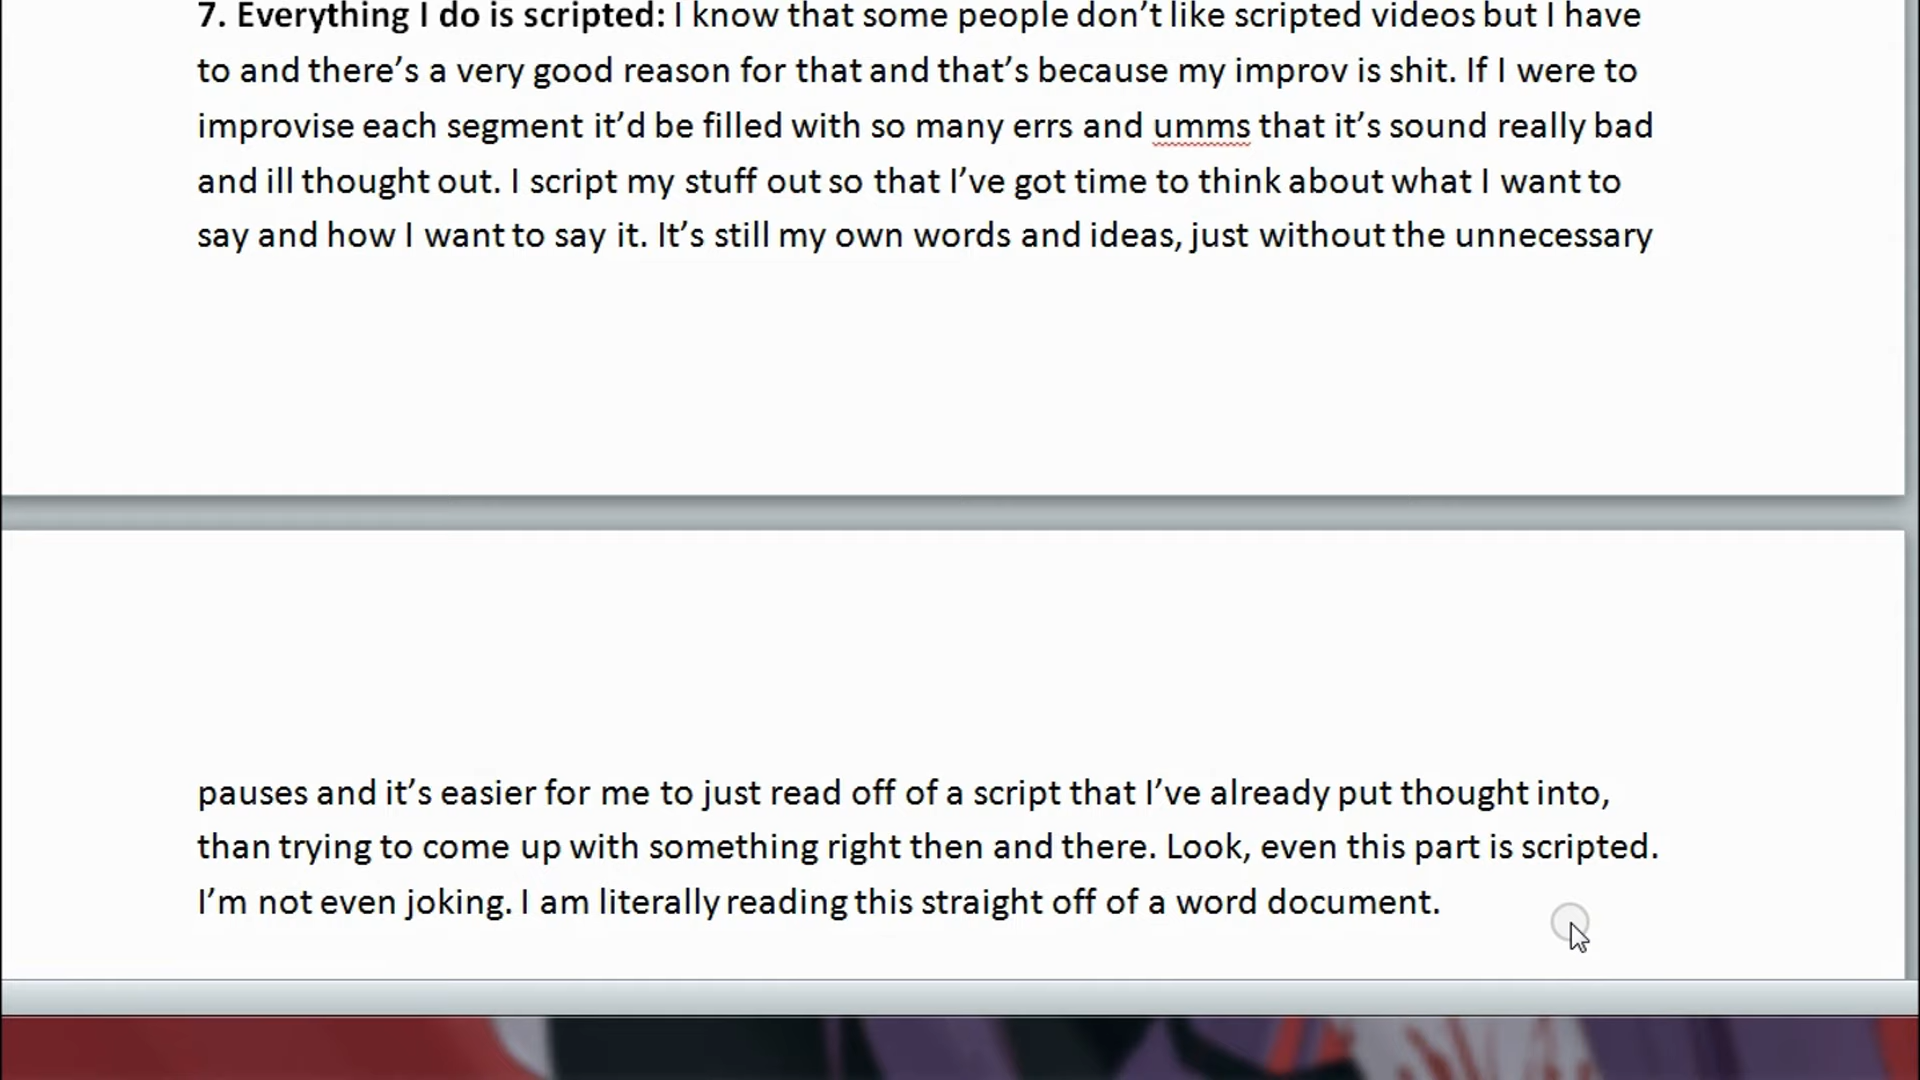 7. Everything I do is scripted: I know that some people don’t like scripted videos but I have
to and there’s a very good reason for that and that’s because my improv is shit. If I were to
improvise each segment it’d be filled with so many errs and umms that it’s sound really bad
and ill thought out. I script my stuff out so that I’ve got time to think about what I want to
say and how I want to say it. It’s still my own words and ideas, just without the unnecessary
pauses and it’s easier for me to just read off of a script that I’ve already put thought into,
than trying to come up with something right then and there. Look, even this part is scripted.
I’m not even joking. I am literally reading this straight off of a word document.